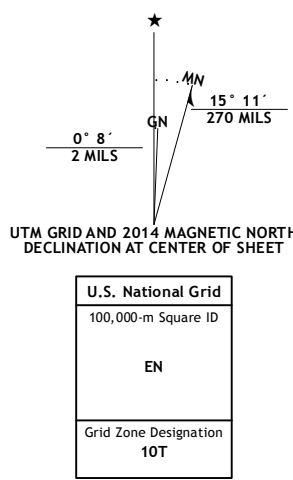 ★
MN
GN
15° 11´
270 MILS
0° 8´
2 MILS
UTM GRID AND 2014 MAGNETIC NORTH
DECLINATION AT CENTER OF SHEET
U.S. National Grid
100,000-m Square ID
EN
Grid Zone Designation
10T